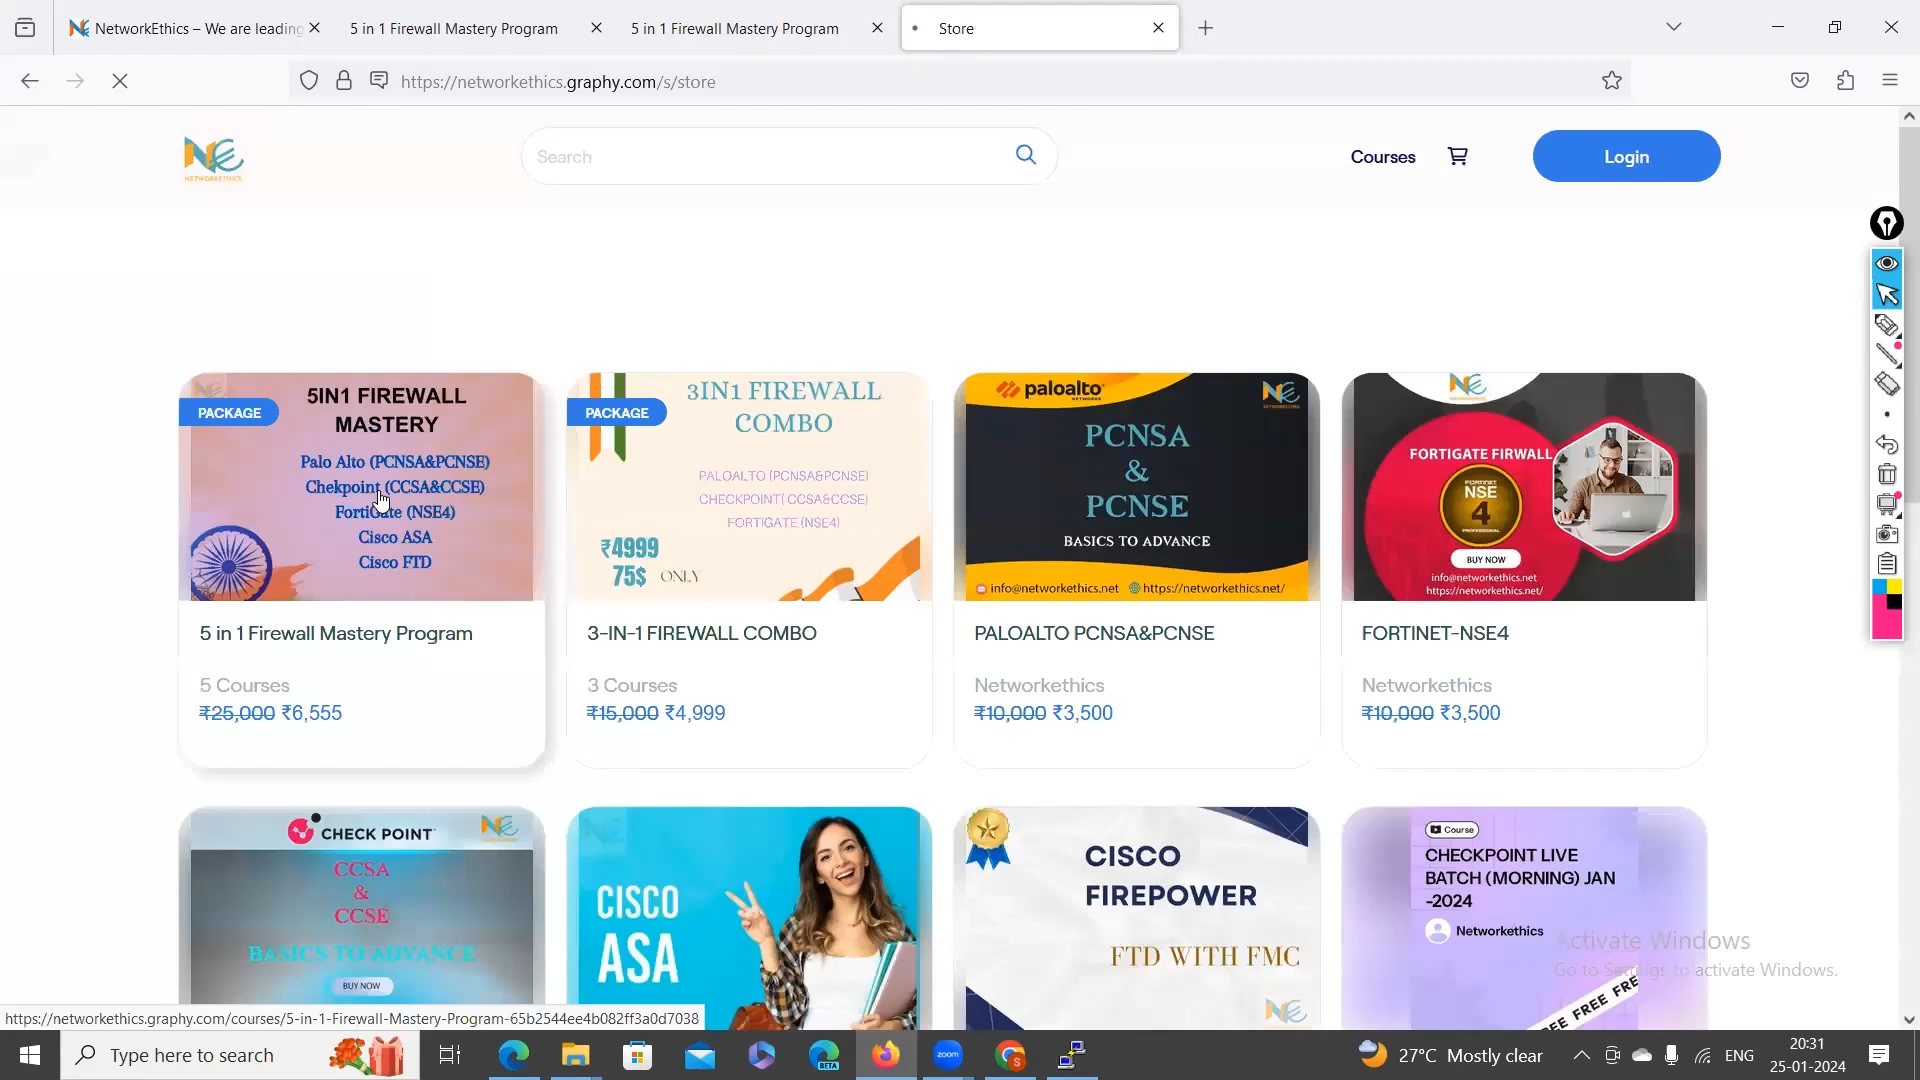 NetworkEthics – We are leading
5 in 1 Firewall Mastery Program
5 in 1 Firewall Mastery Program
Store
https://networkethics.graphy.com/s/store
NETWORKETHICS
Search
Courses
Login
PACKAGE
5IN1 FIREWALL
MASTERY
Palo Alto (PCNSA&PCNSE)
Chekpoint (CCSA&CCSE)
FortiGate (NSE4)
Cisco ASA
Cisco FTD
5 in 1 Firewall Mastery Program
5 Courses
₹25,000 ₹6,555
PACKAGE
3IN1 FIREWALL
COMBO
PALOALTO (PCNSA&PCNSE)
CHECKPOINT( CCSA&CCSE)
FORTIGATE (NSE4)
₹4999
75$ ONLY
3-IN-1 FIREWALL COMBO
3 Courses
₹15,000 ₹4,999
paloalto
NETWORKS
PCNSA
&
PCNSE
BASICS TO ADVANCE
info@networkethics.net https://networkethics.net/
PALOALTO PCNSA&PCNSE
Networkethics
₹10,000 ₹3,500
FORTIGATE FIRWALL
FORTINET
NSE
4
PROFESSIONAL
BUY NOW
info@networkethics.net
https://networkethics.net/
FORTINET-NSE4
Networkethics
₹10,000 ₹3,500
CHECK POINT
CCSA
&
CCSE
BASICS TO ADVANCE
BUY NOW
CISCO
ASA
CISCO
FIREPOWER
FTD WITH FMC
Course
CHECKPOINT LIVE
BATCH (MORNING) JAN
-2024
Networkethics
FREE FRE
Activate Windows
Go to Settings to activate Windows.
https://networkethics.graphy.com/courses/5-in-1-Firewall-Mastery-Program-65b2544ee4b082ff3a0d7038
Type here to search
BETA
zoom
S
27°C Mostly clear
ENG
20:31
25-01-2024